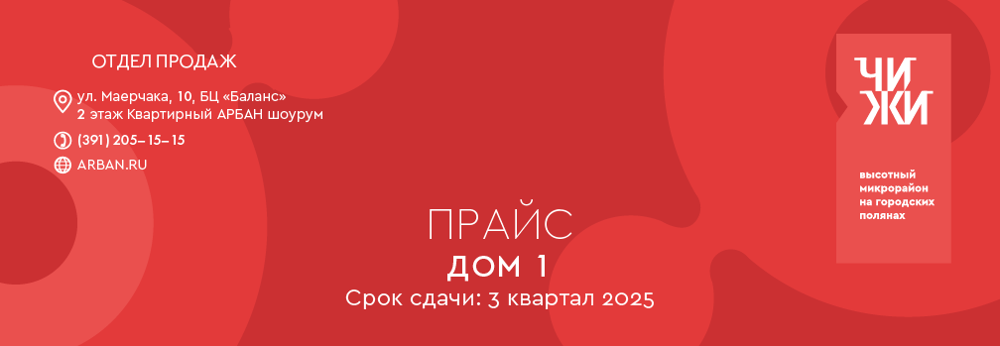 ОТДЕЛ ПРОДАЖ
ул. Маерчака, 10, БЦ «Баланс»
2 этаж Квартирный АРБАН шоурум
(391) 205–15–15
ARBAN.RU
ЧИ
ЖИ
высотный
микрорайон
на городских
полянах
ПРАЙС
ДОМ 1
Срок сдачи: 3 квартал 2025